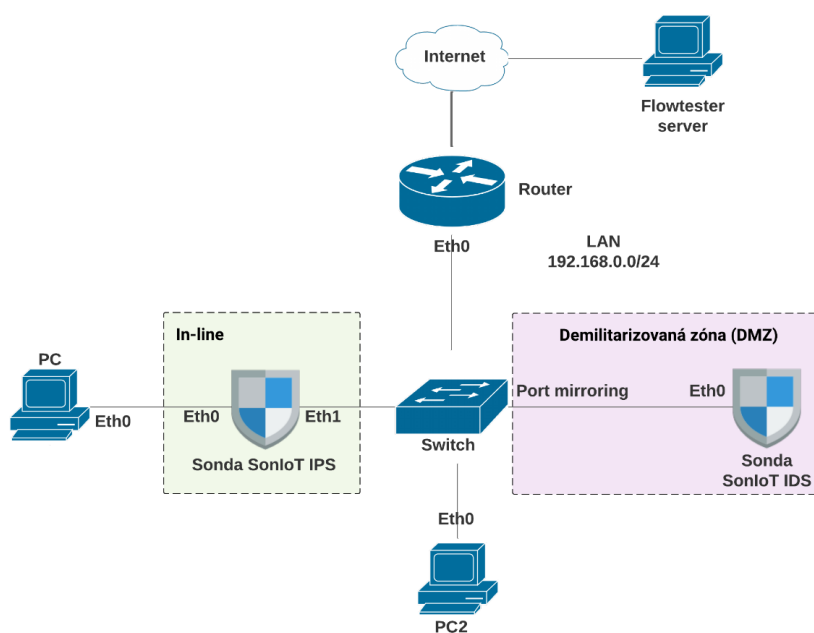 Internet
Flowtester
server
Router
Eth0
LAN
192.168.0.0/24
In-line
Demilitarizovaná zóna (DMZ)
PC
Eth0
Eth0
Eth1
Port mirroring
Eth0
Switch
Sonda SonIoT IPS
Sonda
SonIoT IDS
Eth0
PC2